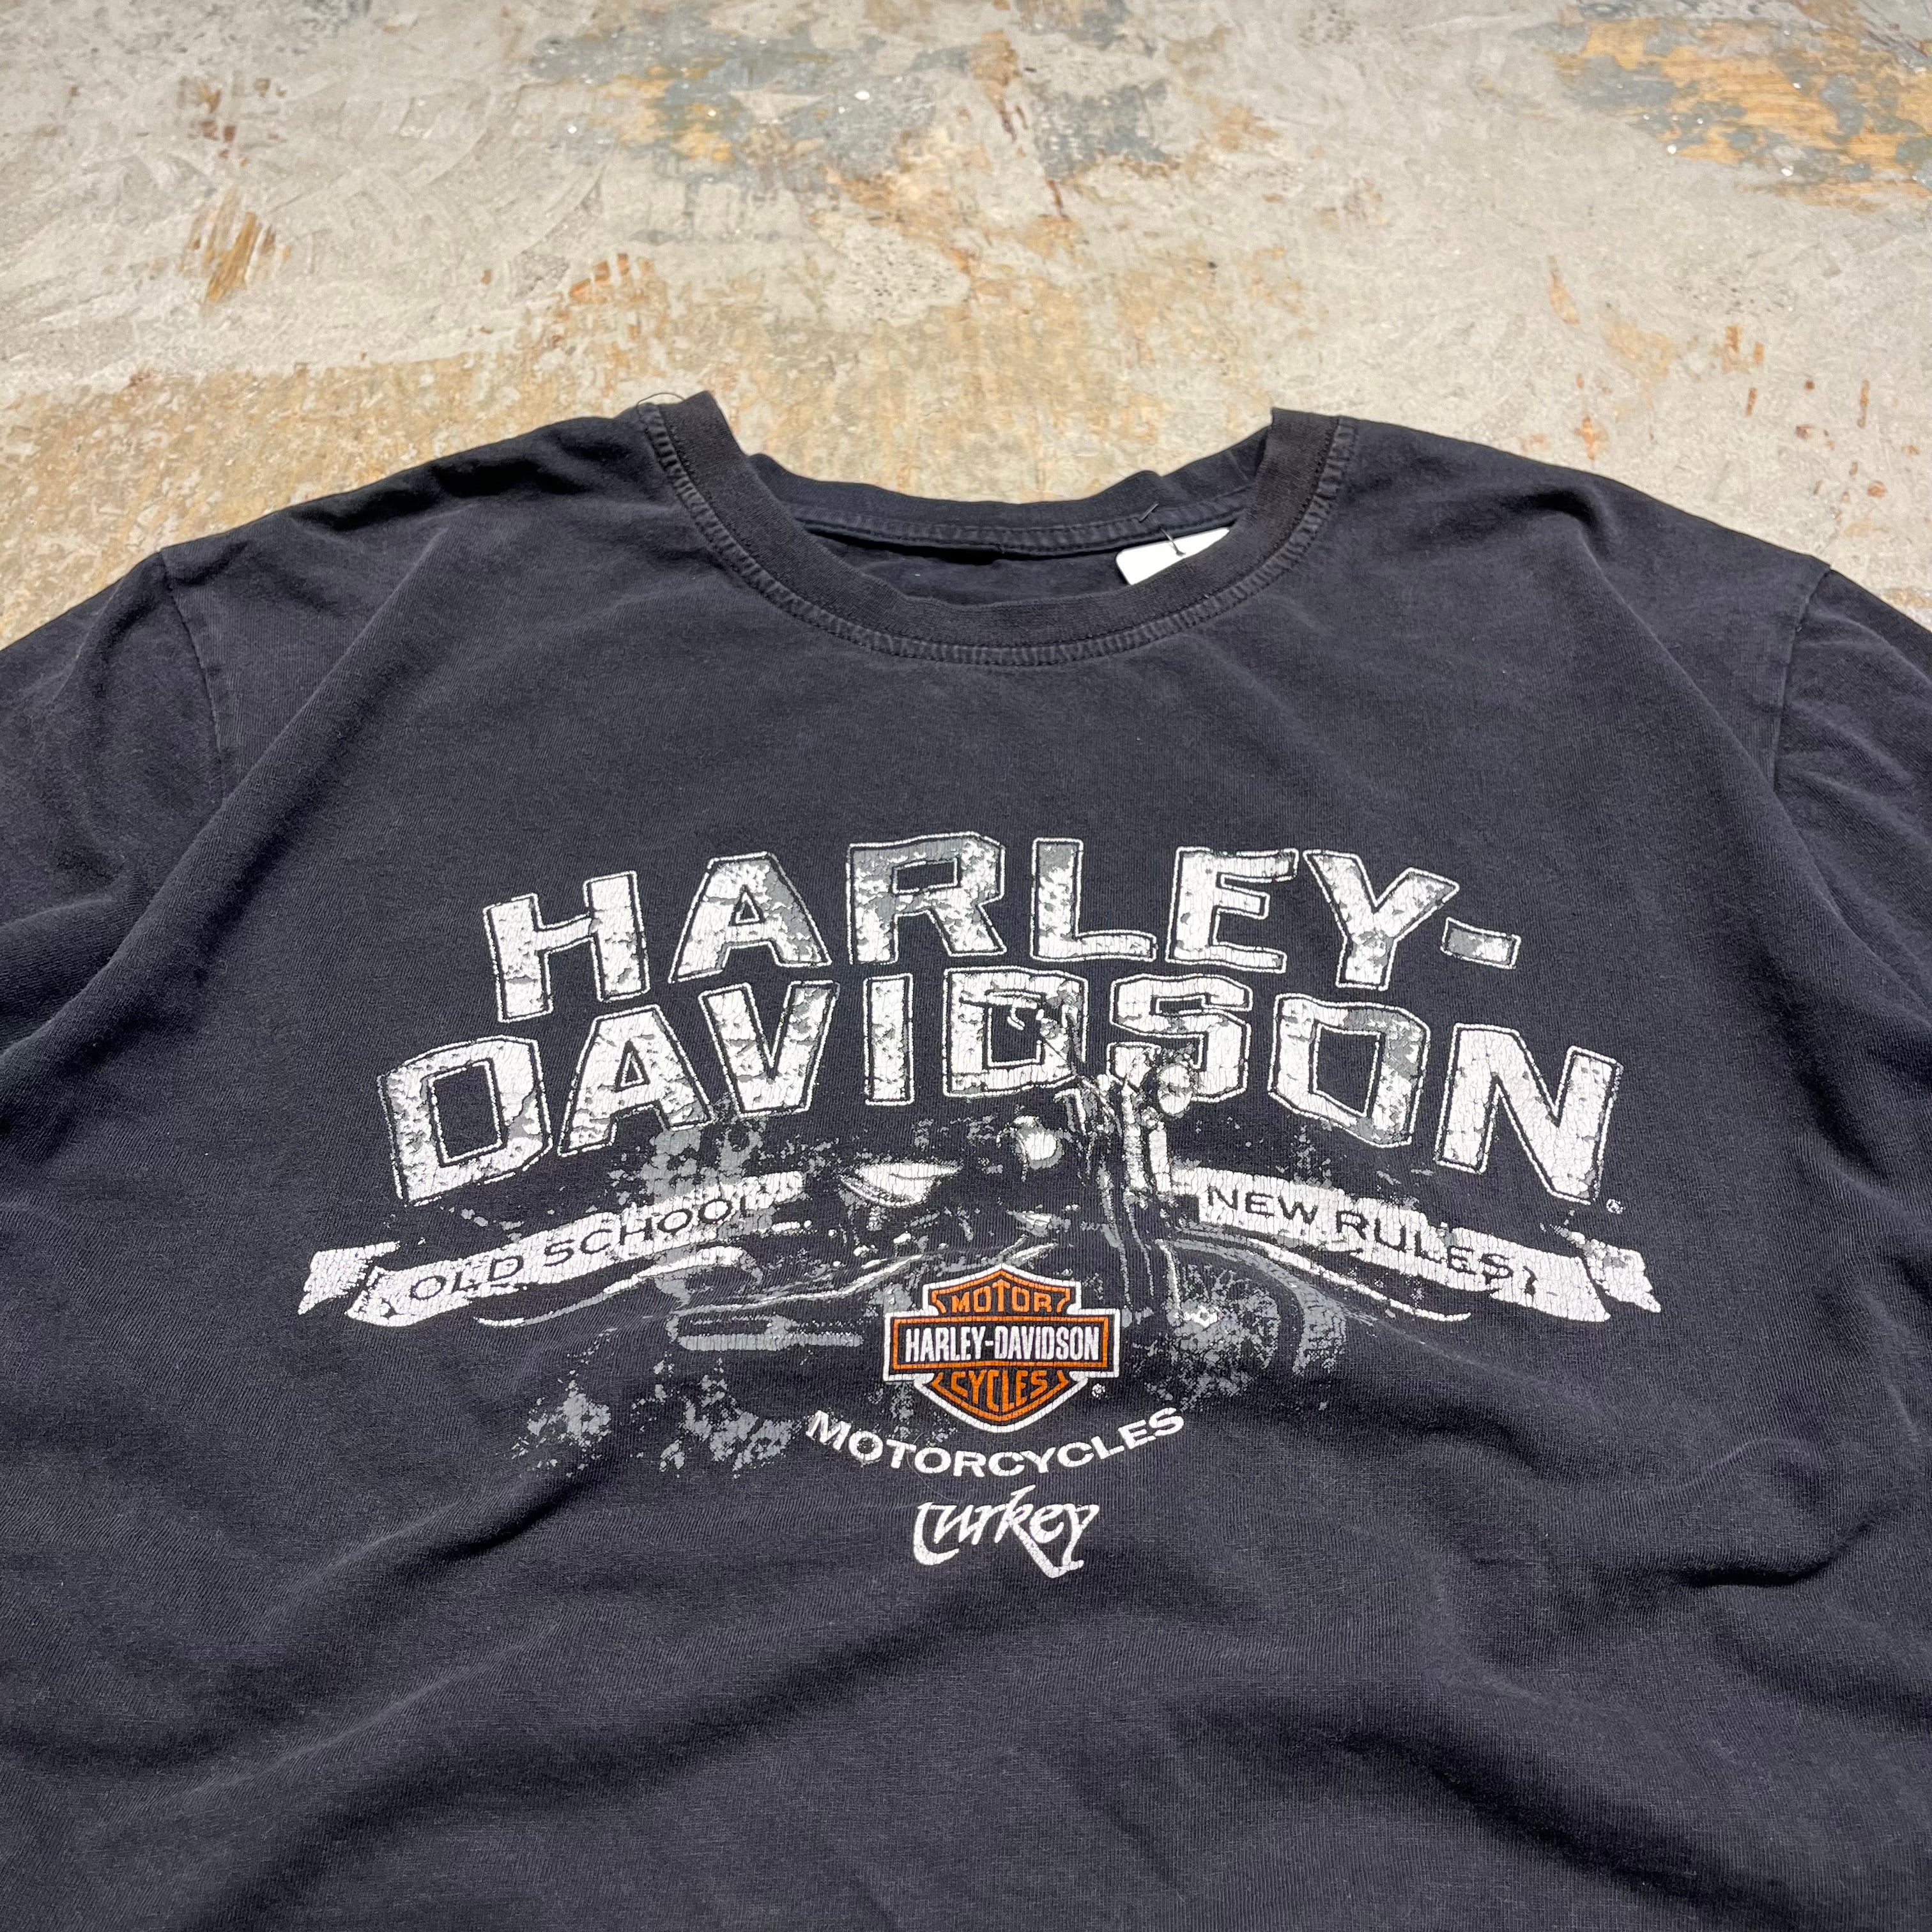 HARLEY-
DAVIDSON®
OLD SCHOOL
NEW RULES
MOTOR
HARLEY-DAVIDSON
CYCLES
®
MOTORCYCLES
turkey